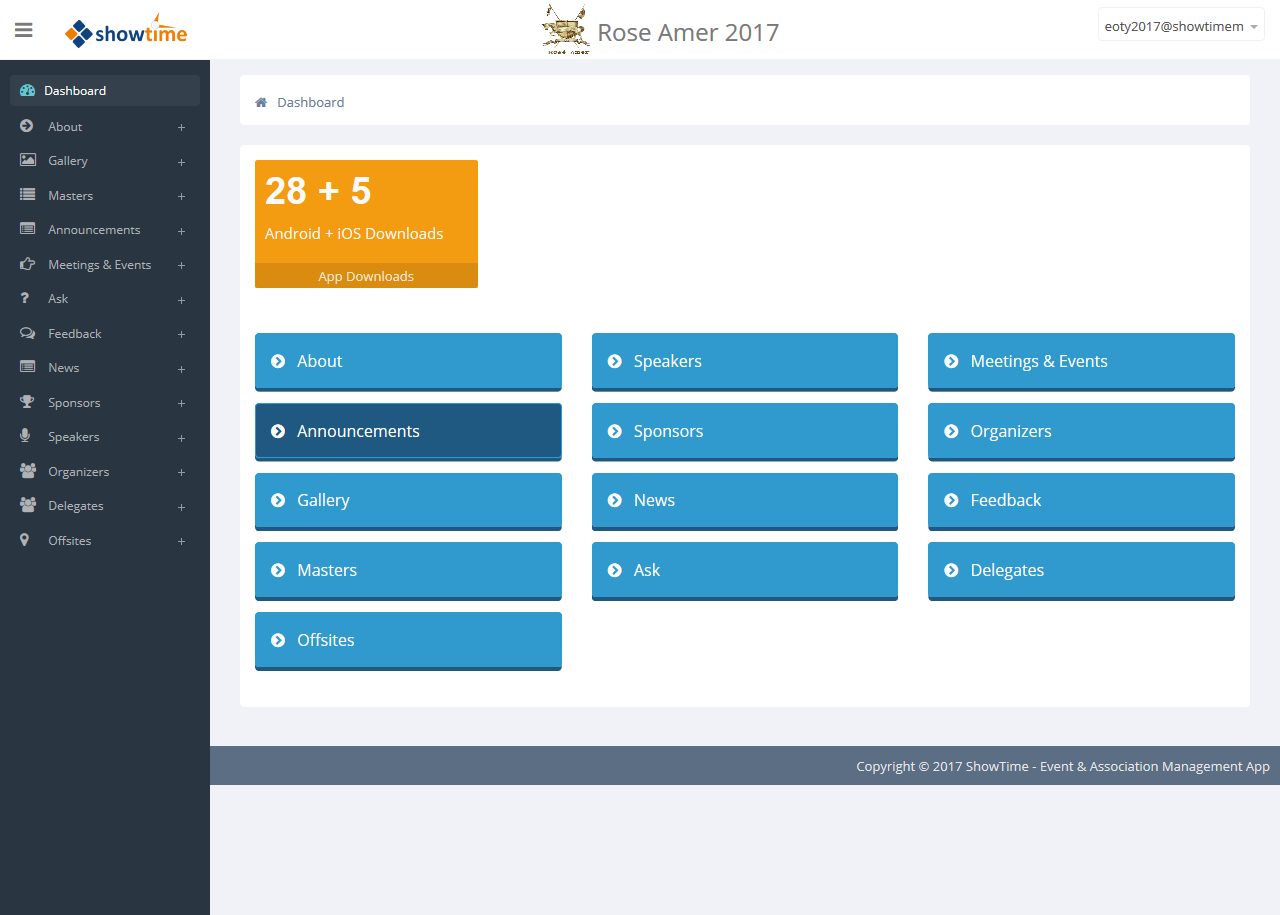 showtime
Rose Amer 2017
eoty2017@showtimem
Dashboard
About +
Gallery +
Masters +
Announcements +
Meetings & Events +
Ask +
Feedback +
News +
Sponsors +
Speakers +
Organizers +
Delegates +
Offsites +
Dashboard
28 + 5
Android + iOS Downloads
App Downloads
About
Speakers
Meetings & Events
Announcements
Sponsors
Organizers
Gallery
News
Feedback
Masters
Ask
Delegates
Offsites
Copyright © 2017 ShowTime - Event & Association Management App